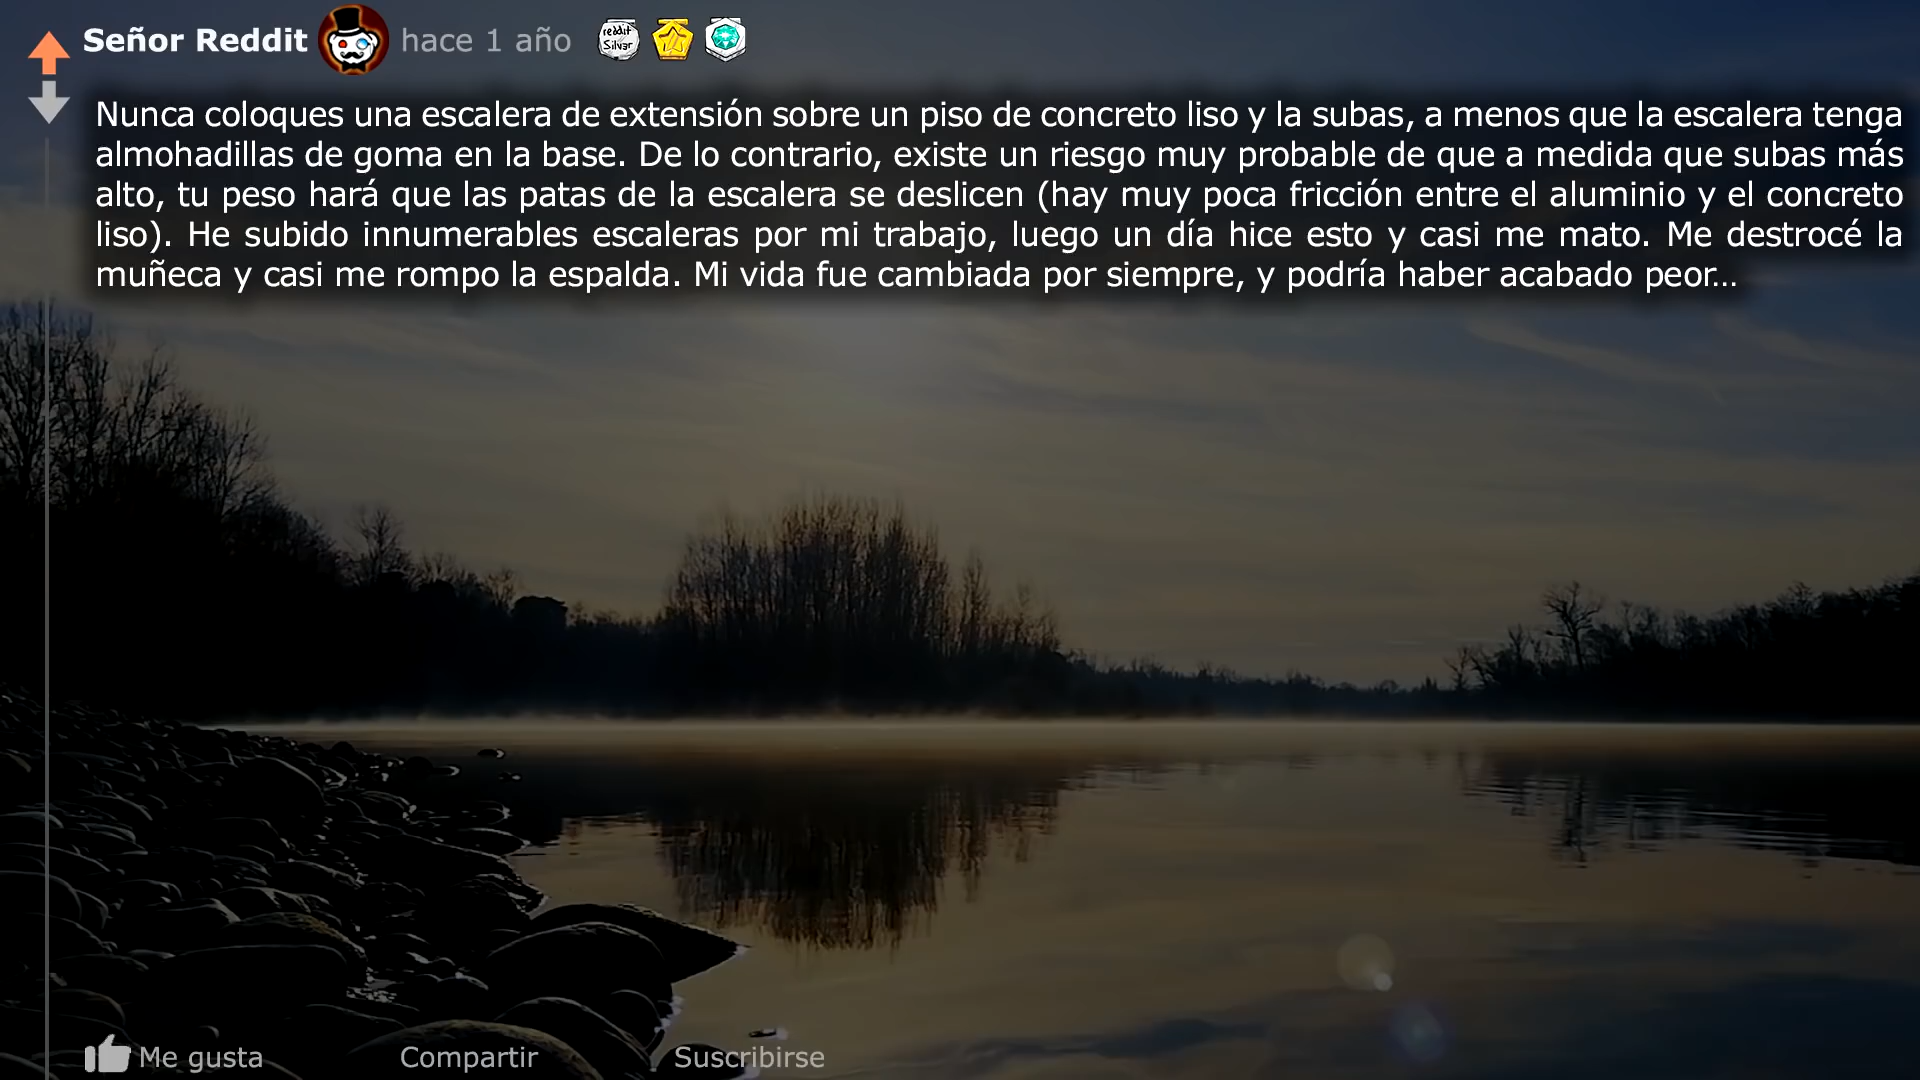 Señor Reddit hace 1 año reddit Silver
Nunca coloques una escalera de extensión sobre un piso de concreto liso y la subas, a menos que la escalera tenga
almohadillas de goma en la base. De lo contrario, existe un riesgo muy probable de que a medida que subas más
alto, tu peso hará que las patas de la escalera se deslicen (hay muy poca fricción entre el aluminio y el concreto
liso). He subido innumerables escaleras por mi trabajo, luego un día hice esto y casi me mato. Me destrocé la
muñeca y casi me rompo la espalda. Mi vida fue cambiada por siempre, y podría haber acabado peor...
Me gusta Compartir Suscribirse